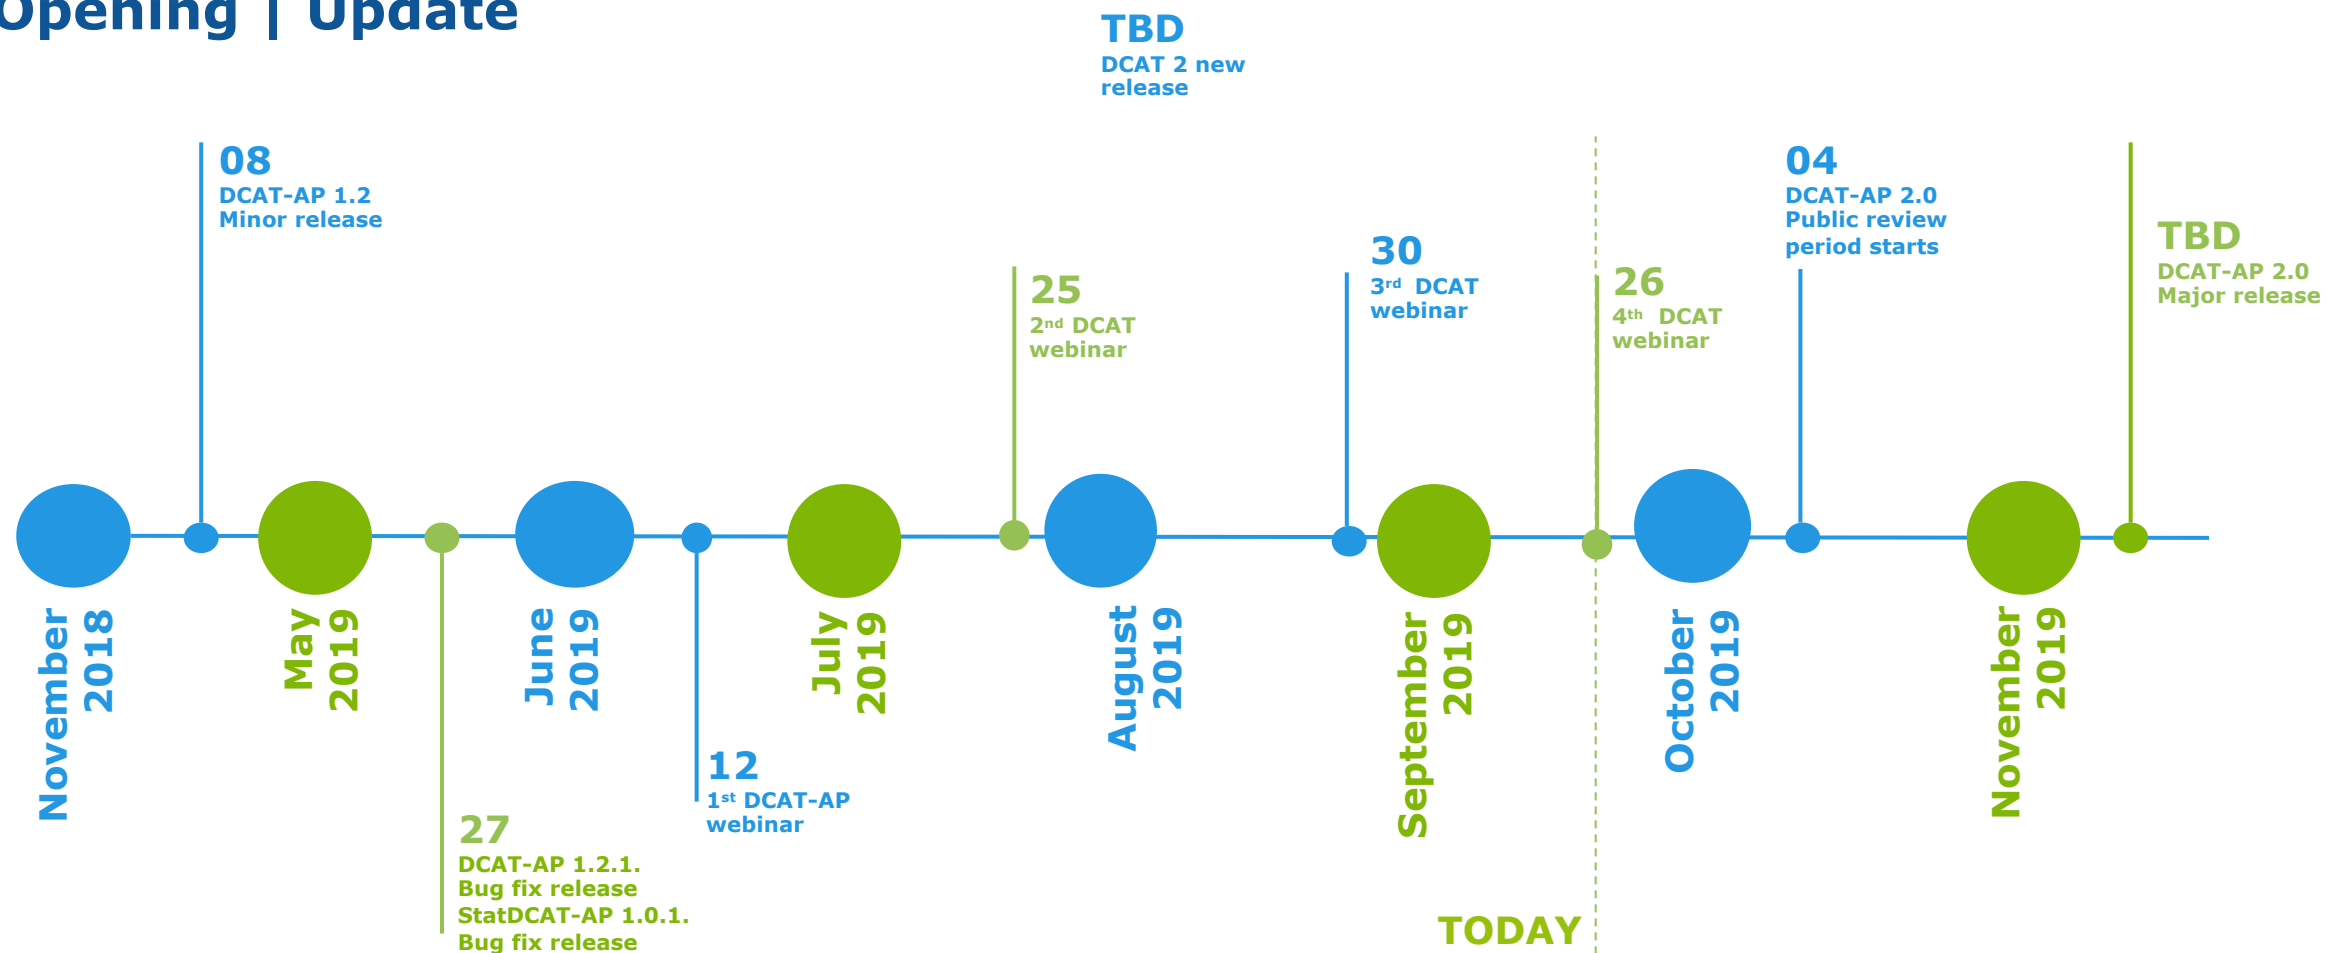 Opening | Update
TBD
DCAT 2 new
release
08
DCAT-AP 1.2
Minor release
25
2nd DCAT
webinar
30
3rd DCAT
webinar
26
4th DCAT
webinar
04
DCAT-AP 2.0
Public review
period starts
TBD
DCAT-AP 2.0
Major release
November
2018
May
2019
June
2019
July
2019
August
2019
September
2019
October
2019
November
2019
27
DCAT-AP 1.2.1.
Bug fix release
StatDCAT-AP 1.0.1.
Bug fix release
12
1st DCAT-AP
webinar
TODAY